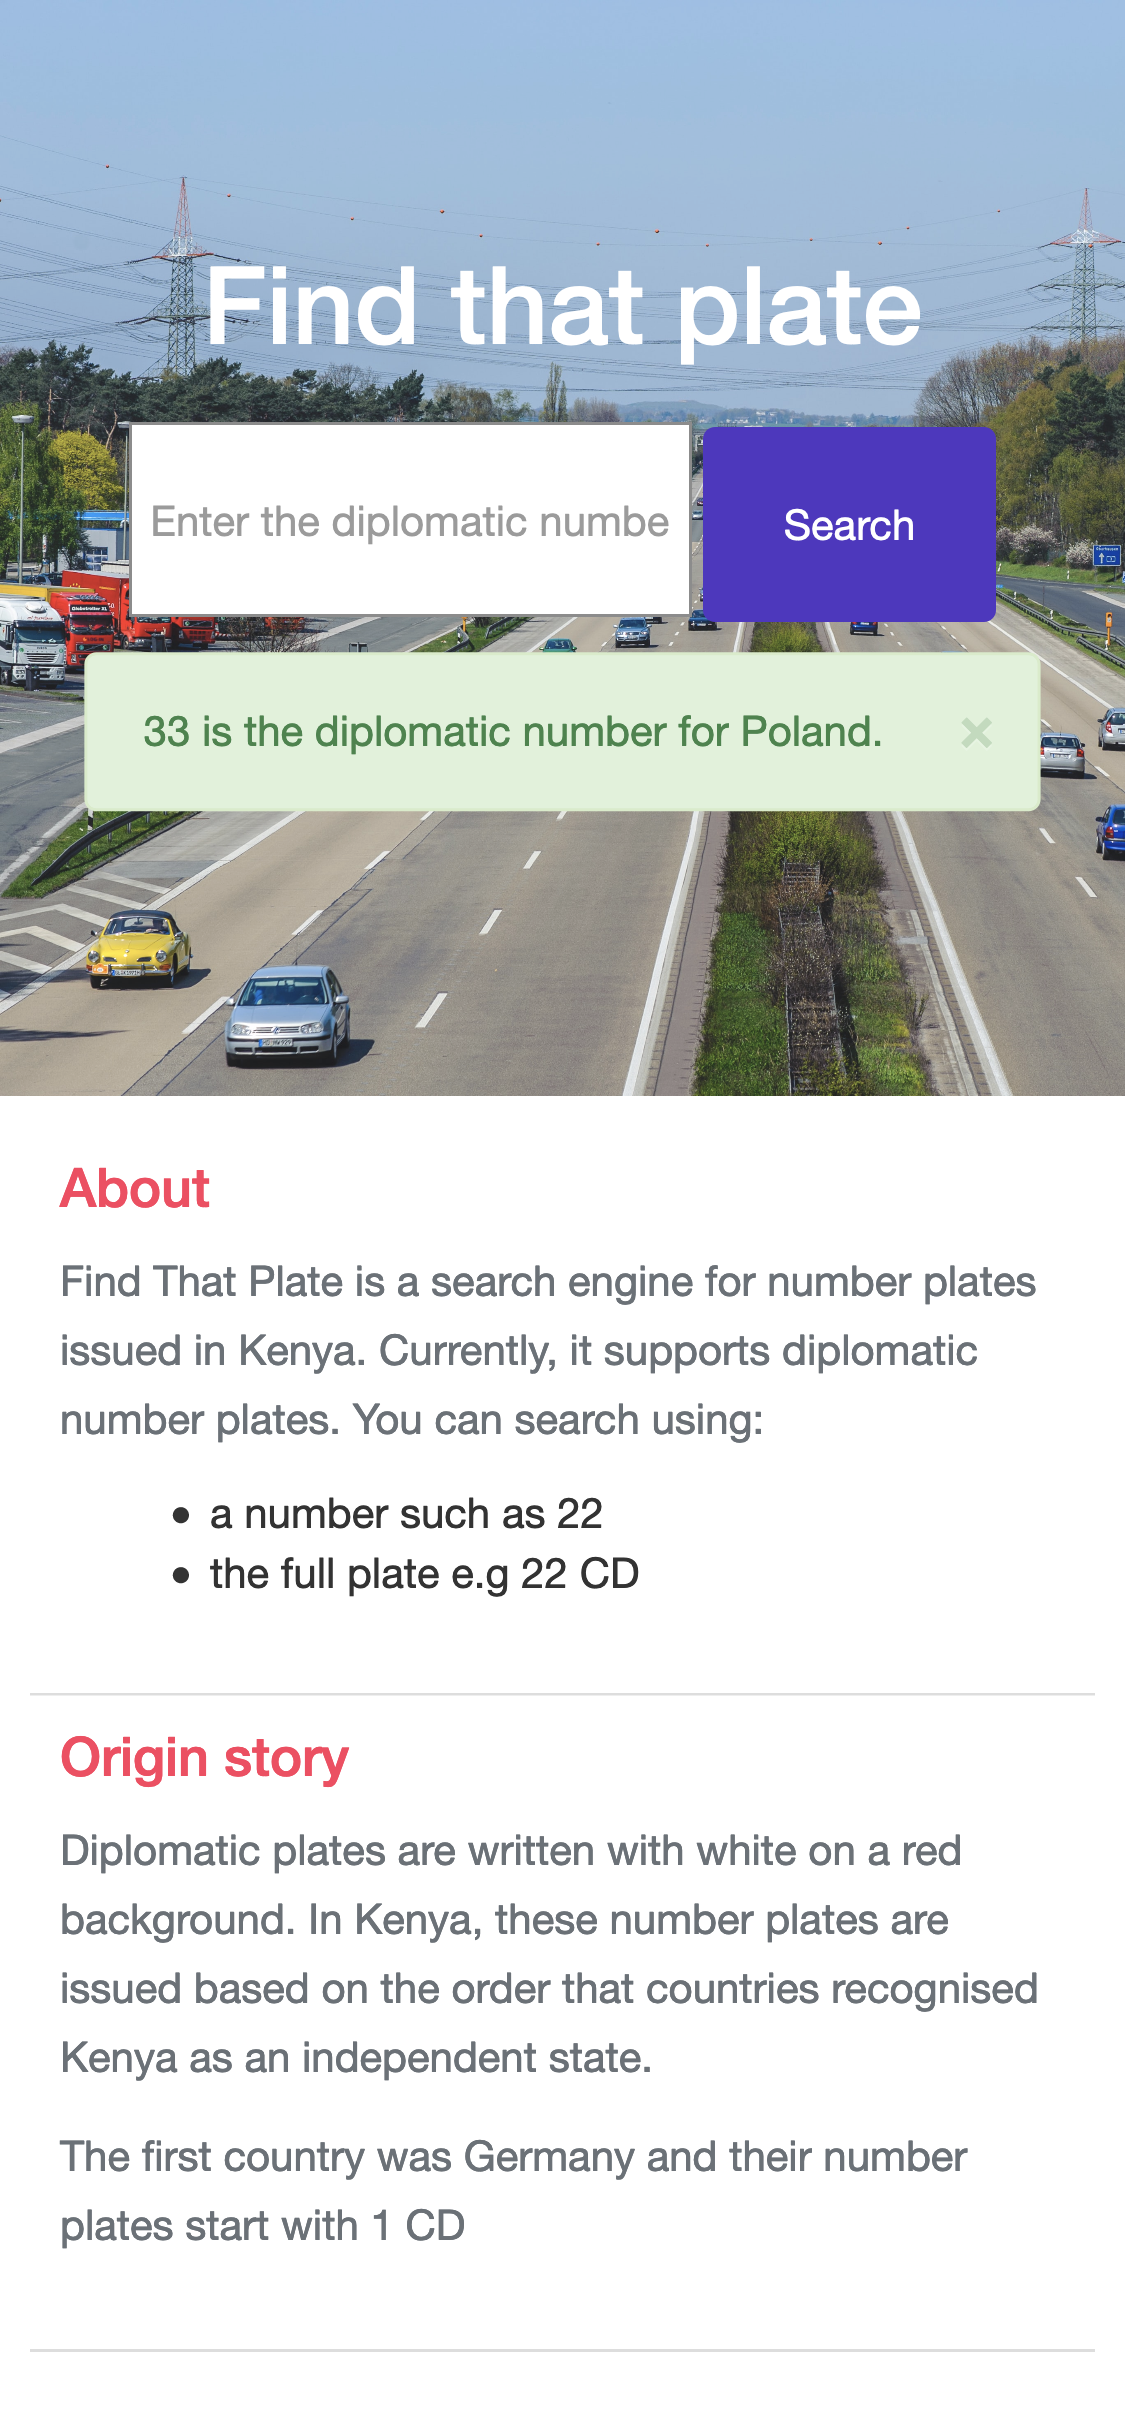 Find that plate
Enter the diplomatic numbe
Search
33 is the diplomatic number for Poland.
×
Globetrotter XL
About
Find That Plate is a search engine for number plates
issued in Kenya. Currently, it supports diplomatic
number plates. You can search using:
• a number such as 22
• the full plate e.g 22 CD
Origin story
Diplomatic plates are written with white on a red
background. In Kenya, these number plates are
issued based on the order that countries recognised
Kenya as an independent state.
The first country was Germany and their number
plates start with 1 CD